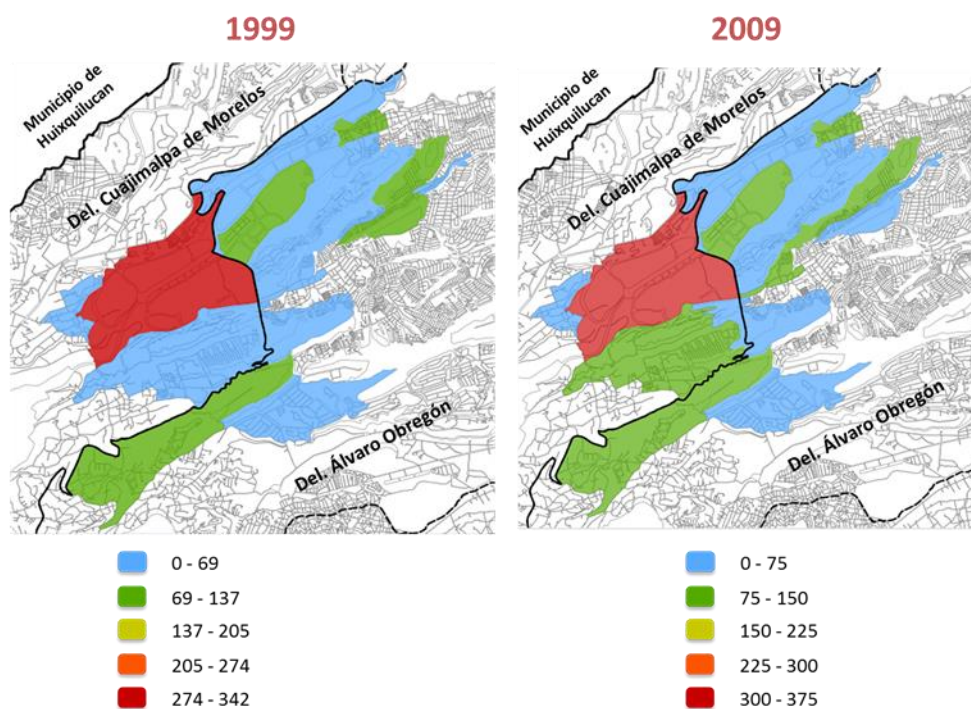 1999
Municipio de
Huixquilucan
Del. Cuajimalpa de Morelos
Del. Álvaro Obregón
0 - 69
69 - 137
137 - 205
205 - 274
274 - 342
2009
Municipio de
Huixquilucan
Del. Cuajimalpa de Morelos
Del. Álvaro Obregón
0 - 75
75 - 150
150 - 225
225 - 300
300 - 375